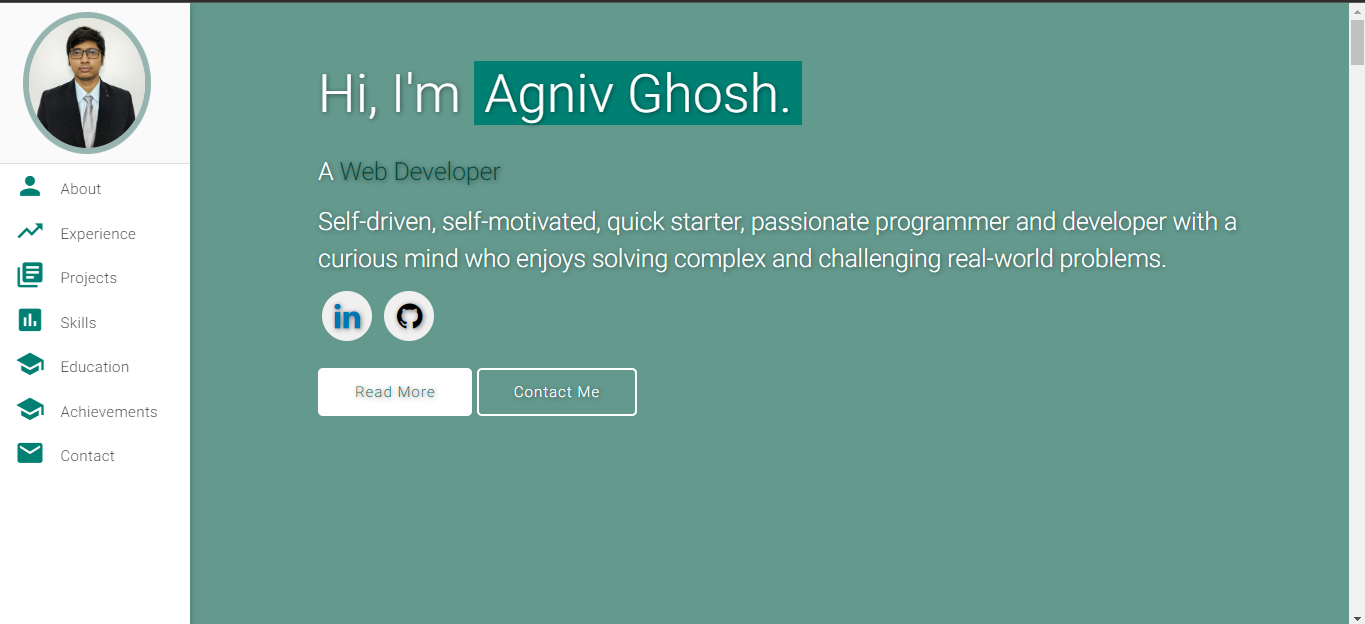 About
Experience
Projects
Skills
Education
Achievements
Contact
Hi, I'm Agniv Ghosh.
A Web Developer
Self-driven, self-motivated, quick starter, passionate programmer and developer with a
curious mind who enjoys solving complex and challenging real-world problems.
in
Read More
Contact Me